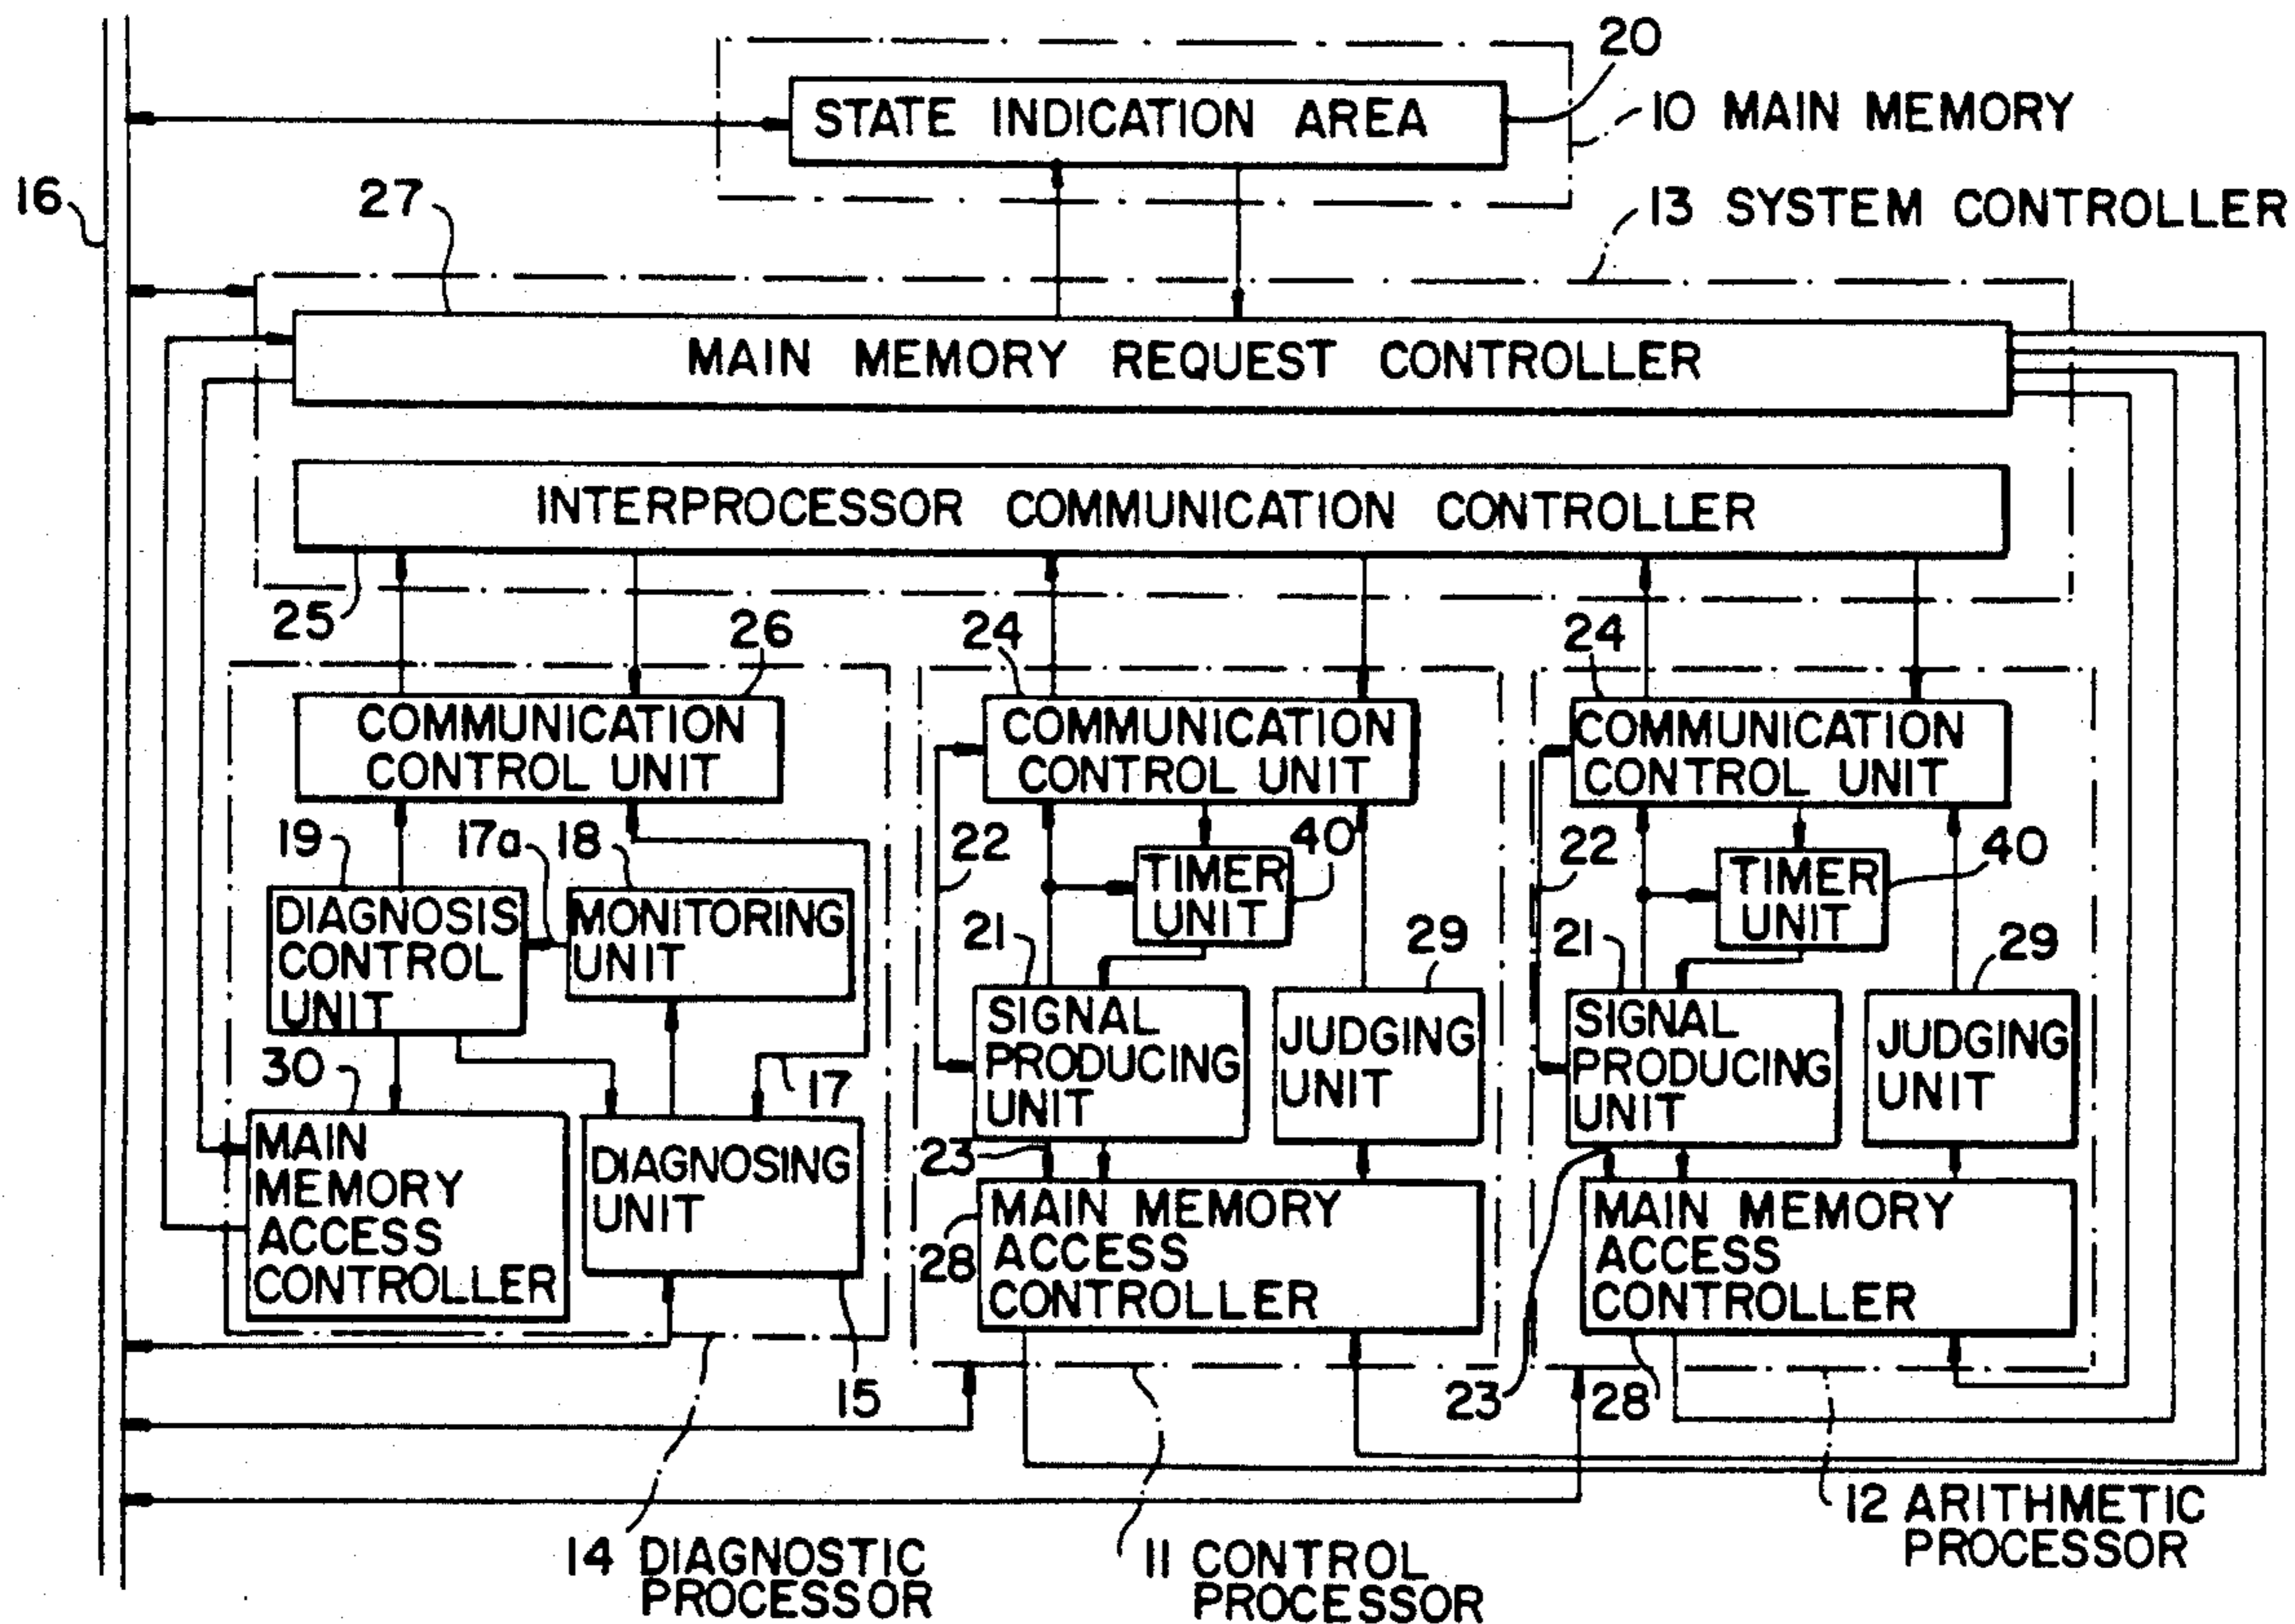 20
STATE INDICATION AREA
10 MAIN MEMORY
16
27
13 SYSTEM CONTROLLER
MAIN MEMORY REQUEST CONTROLLER
INTERPROCESSOR COMMUNICATION CONTROLLER
25
26
24
24
COMMUNICATION
CONTROL UNIT
COMMUNICATION
CONTROL UNIT
COMMUNICATION
CONTROL UNIT
19
17a
18
22
40
22
40
DIAGNOSIS
CONTROL
UNIT
MONITORING
UNIT
TIMER
UNIT
TIMER
UNIT
21
29
21
29
SIGNAL
PRODUCING
UNIT
JUDGING
UNIT
SIGNAL
PRODUCING
UNIT
JUDGING
UNIT
30
17
MAIN
MEMORY
ACCESS
CONTROLLER
DIAGNOSING
UNIT
23
MAIN MEMORY
ACCESS
CONTROLLER
28
MAIN MEMORY
ACCESS
CONTROLLER
15
23
28
14 DIAGNOSTIC
PROCESSOR
11 CONTROL
PROCESSOR
12 ARITHMETIC
PROCESSOR